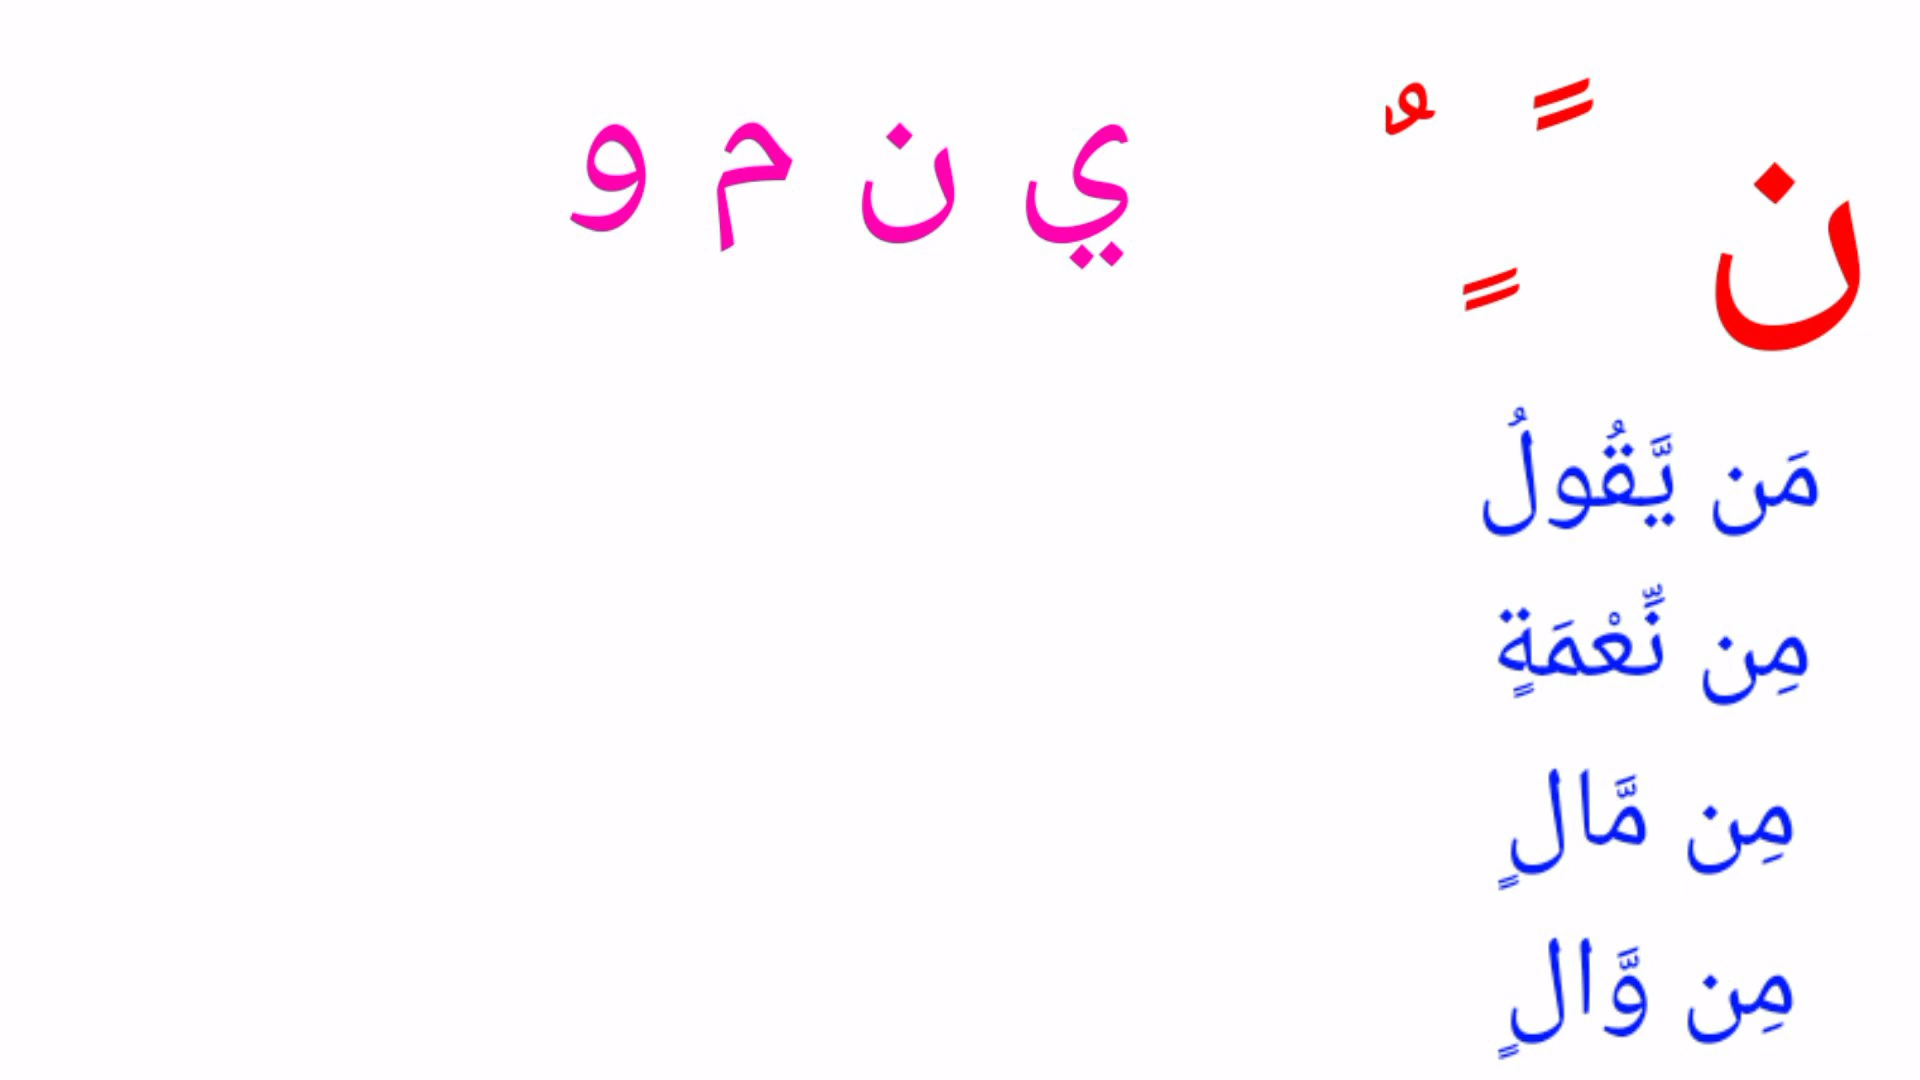 ن ً ٍ ٌ ي ن م و
مَن يَّقُولُ
مِن نِّعْمَةٍ
مِن مَّالٍ
مِن وَّالٍ